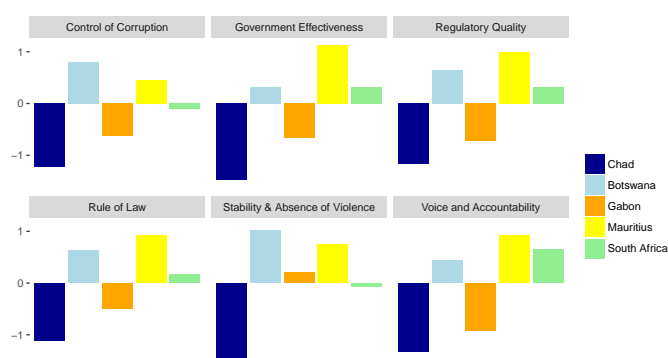 Control of Corruption
Government Effectiveness
Regulatory Quality
1
0
−1
Rule of Law
Stability & Absence of Violence
Voice and Accountability
1
0
−1
Chad
Botswana
Gabon
Mauritius
South Africa